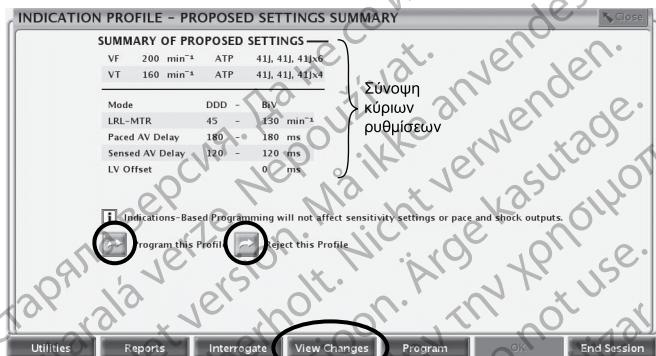 INDICATION PROFILE – PROPOSED SETTINGS SUMMARY
Close
SUMMARY OF PROPOSED SETTINGS
VF 200 min⁻¹ ATP 41J, 41J, 41Jx6
VT 160 min⁻¹ ATP 41J, 41J, 41Jx4
Mode DDD – BiV
LRL-MTR 45 – 130 min⁻¹
Paced AV Delay 180 – 180 ms
Sensed AV Delay 120 – 120 ms
LV Offset 0 ms
Σύνοψη
κύριων
ρυθμίσεων
Indications-Based Programming will not affect sensitivity settings or pace and shock outputs.
Program this Profile Reject this Profile
Utilities Reports Interrogate View Changes Program OK End Session